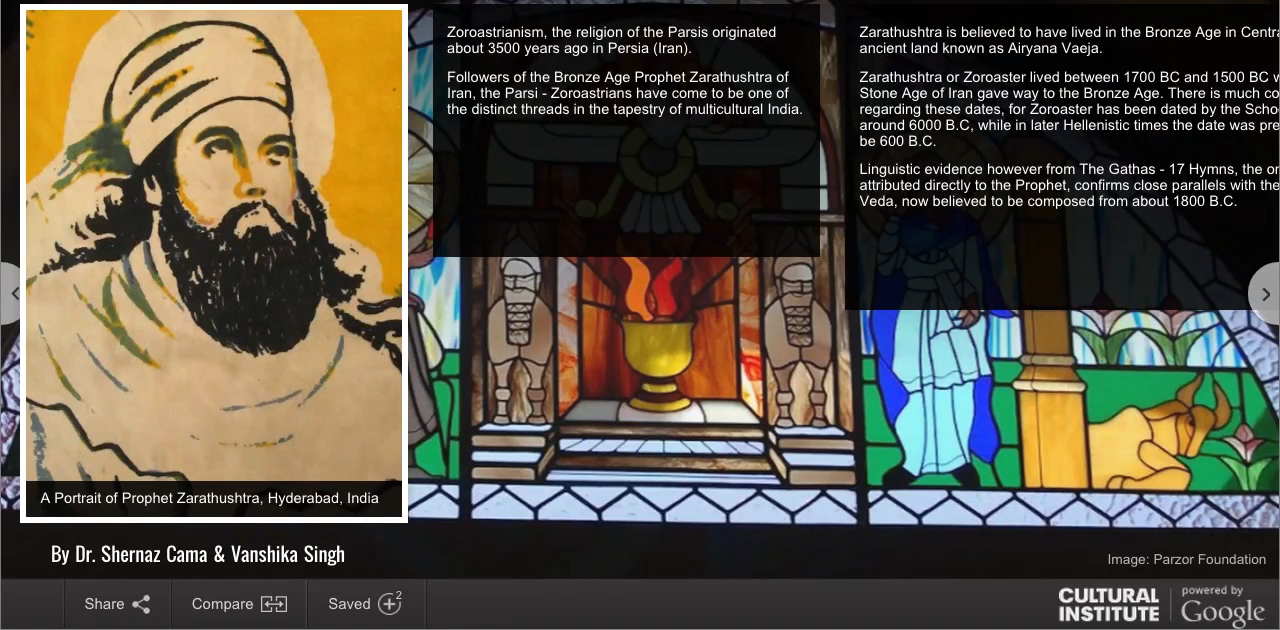 Zoroastrianism, the religion of the Parsis originated
about 3500 years ago in Persia (Iran).
Followers of the Bronze Age Prophet Zarathushtra of
Iran, the Parsi - Zoroastrians have come to be one of
the distinct threads in the tapestry of multicultural India.
Zarathushtra is believed to have lived in the Bronze Age in
ancient land known as Airyana Vaeja.
Zarathushtra or Zoroaster lived between 1700 BC and 1500 BC
Stone Age of Iran gave way to the Bronze Age. There is much
regarding these dates, for Zoroaster has been dated by the
around 6000 B.C, while in later Hellenistic times the date was
be 600 B.C.
Linguistic evidence however from The Gathas - 17 Hymns, the
attributed directly to the Prophet, confirms close parallels with the
Veda, now believed to be composed from about 1800 B.C.
A Portrait of Prophet Zarathushtra, Hyderabad, India
By Dr. Shernaz Cama & Vanshika Singh
Image: Parzor Foundation
Share
Compare
Saved 2
CULTURAL INSTITUTE
powered by Google